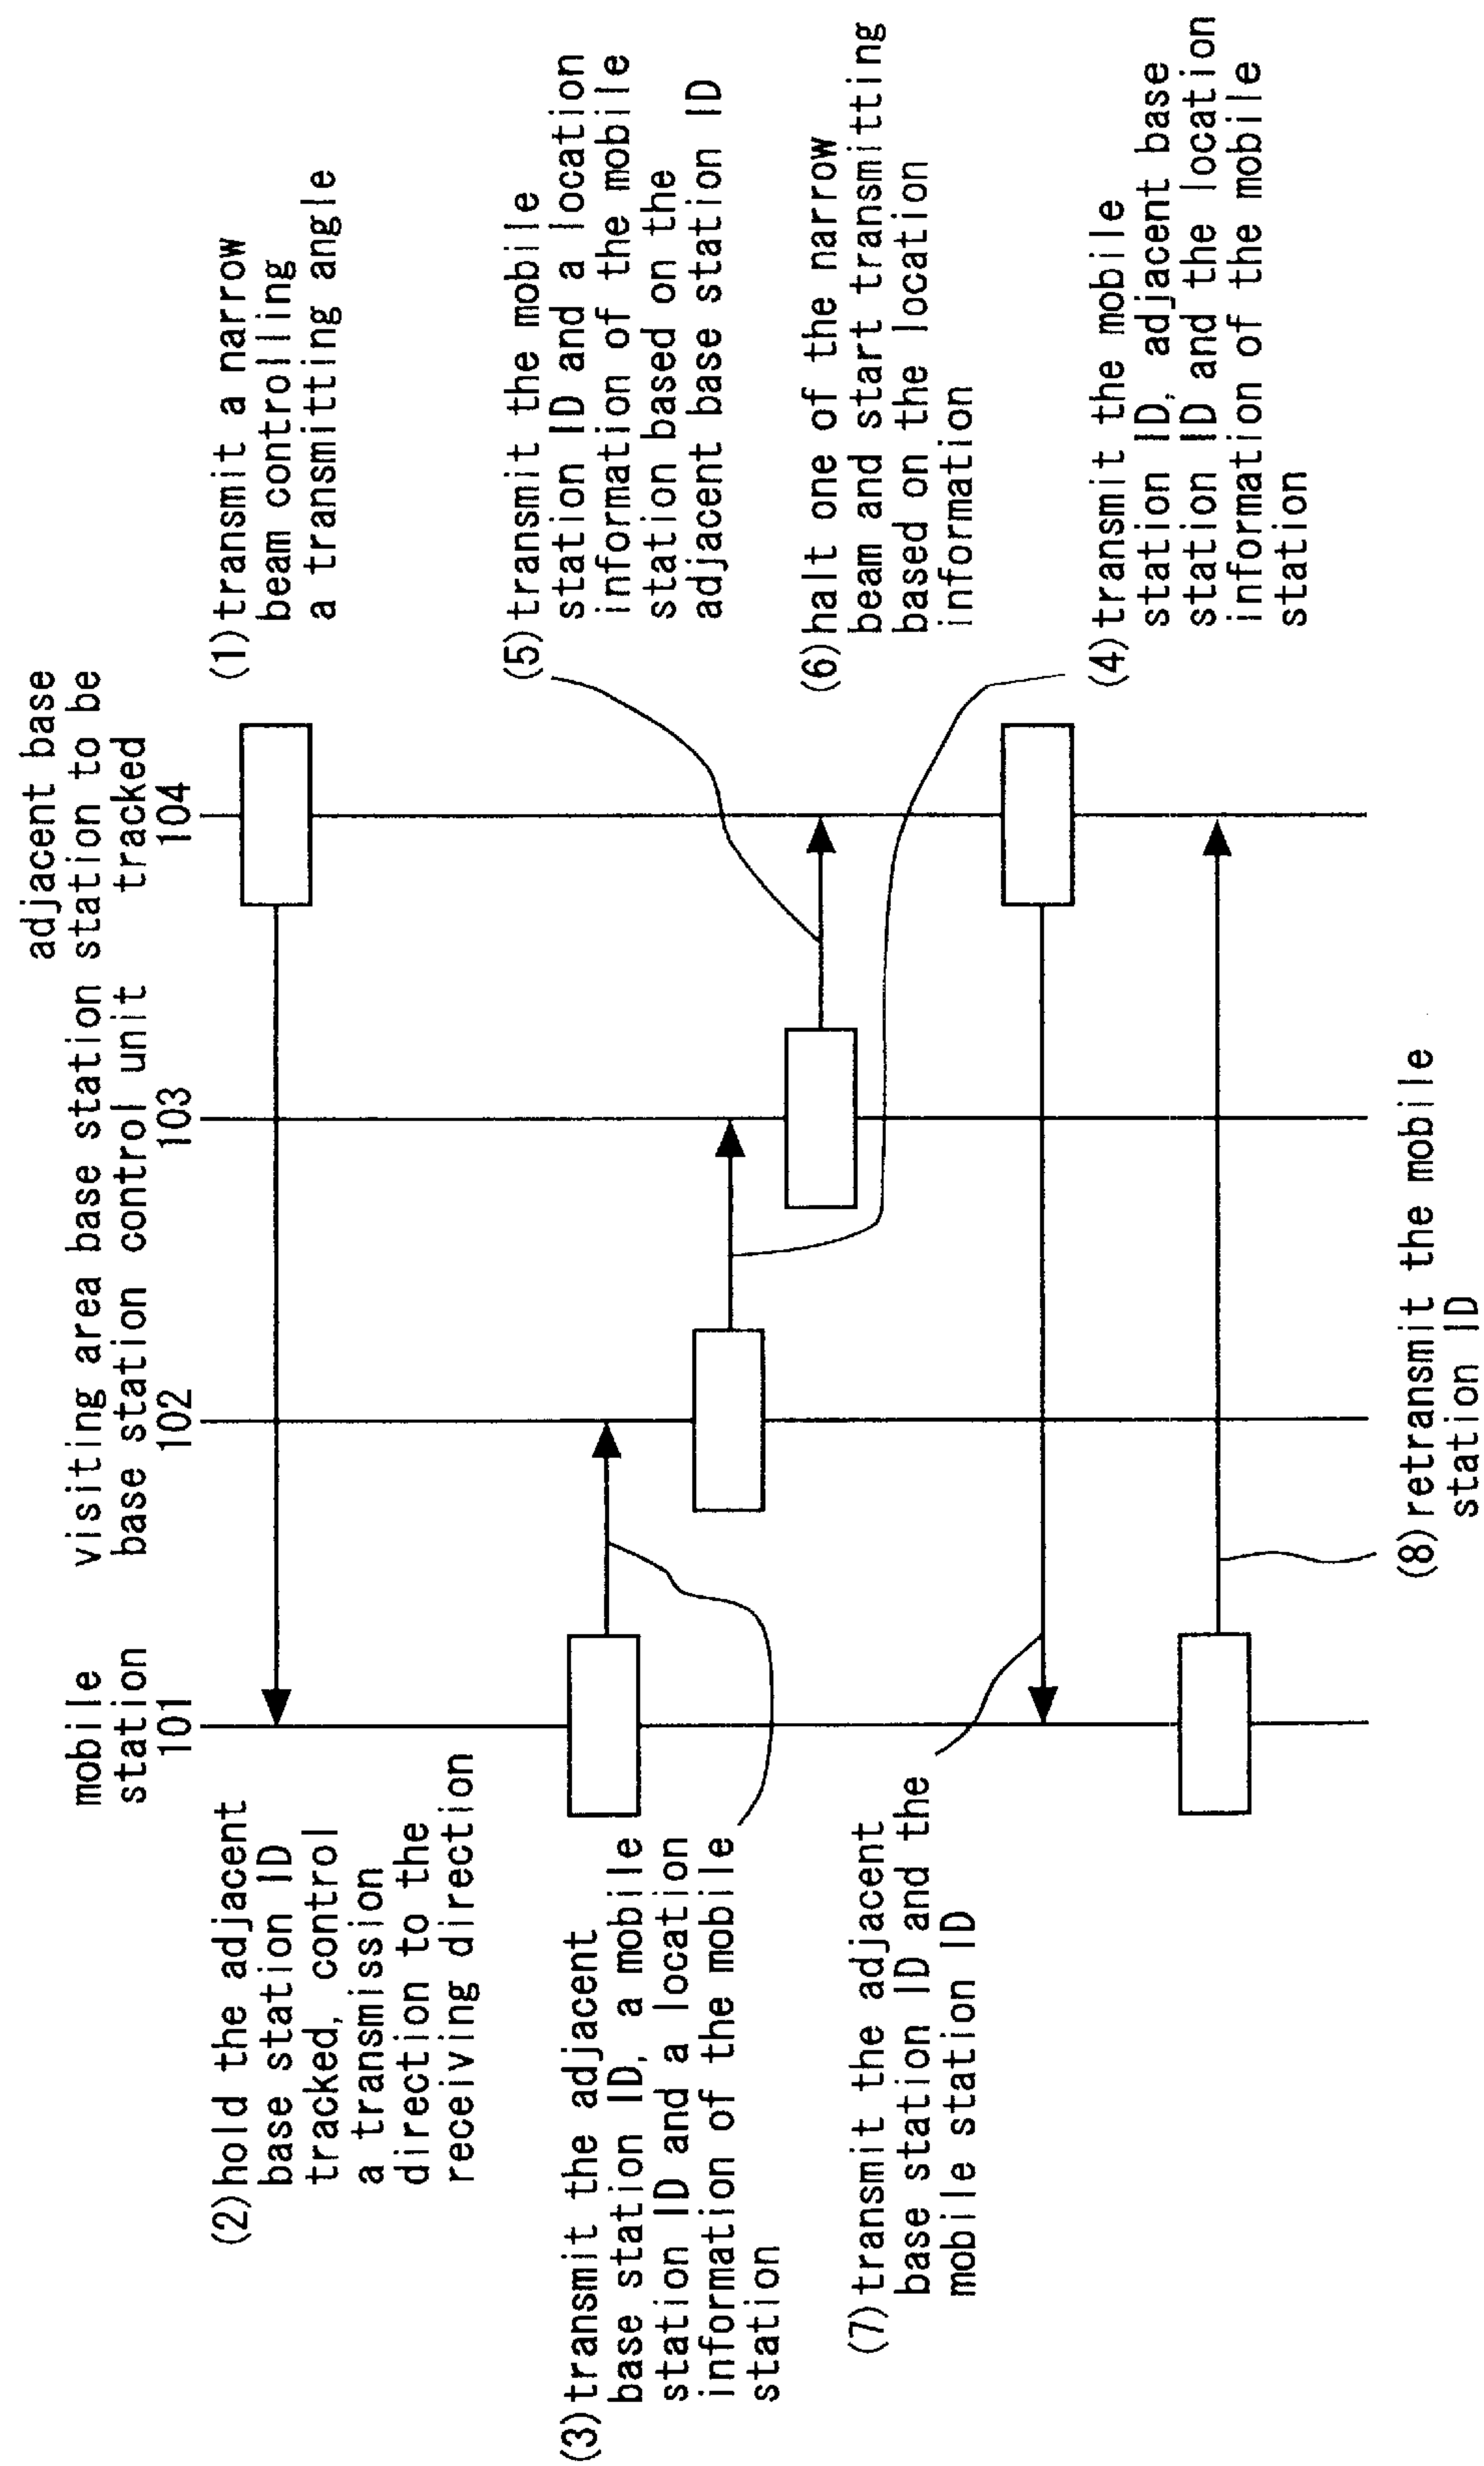 mobile
station
101
visiting area
base station
102
base station
control unit
103
adjacent base
station to be
tracked
104
(1) transmit a narrow
beam controlling
a transmitting angle
(2) hold the adjacent
base station ID
tracked, control
a transmission
direction to the
receiving direction
(3) transmit the adjacent
base station ID, a mobile
station ID and a location
information of the mobile
station
(5) transmit the mobile
station ID and a location
information of the mobile
station based on the
adjacent base station ID
(6) halt one of the narrow
beam and start transmitting
based on the location
information
(7) transmit the adjacent
base station ID and the
mobile station ID
(4) transmit the mobile
station ID, adjacent base
station ID and the location
information of the mobile
station
(8) retransmit the mobile
station ID